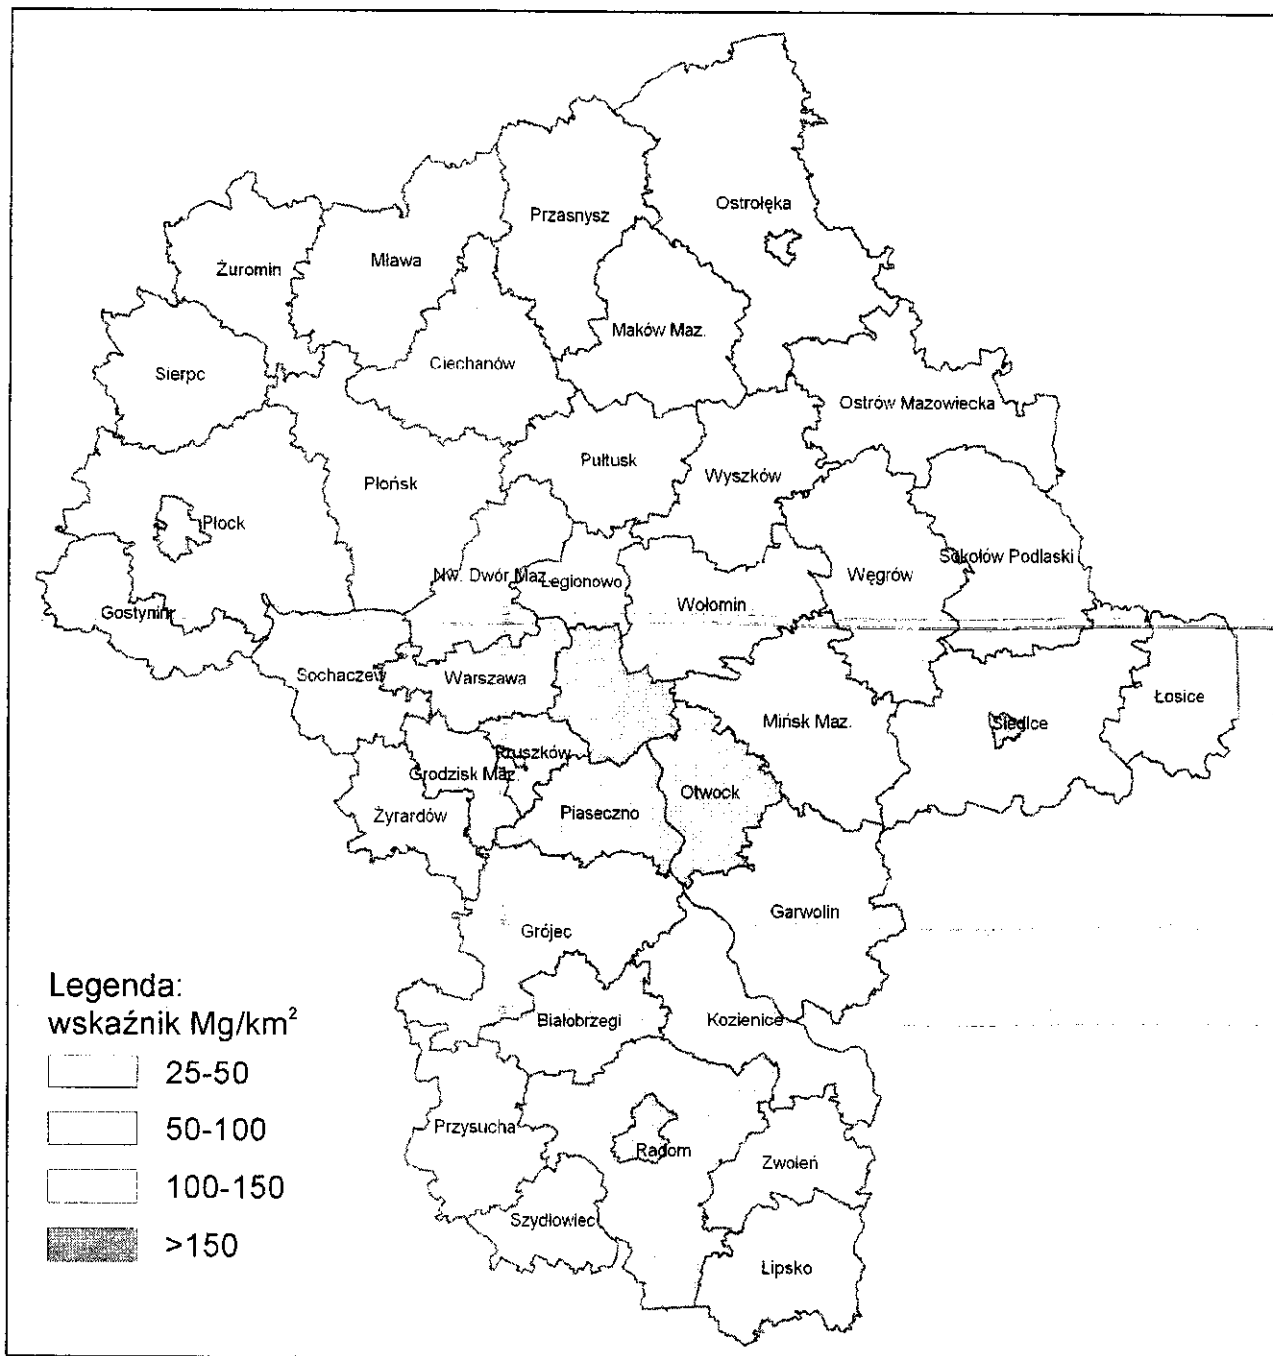 Ostrołęka
Przasnysz
Żuromin
Mława
Maków Maz.
Ciechanów
Sierpc
Ostrów Mazowiecka
Pułtusk
Wyszków
Płońsk
Płock
Sokołów Podlaski
Nw. Dwór Maz.
Legionowo
Węgrów
Gostynin
Wołomin
Sochaczew
Warszawa
Łosice
Mińsk Maz.
Siedlce
Pruszków
Grodzisk Maz.
Otwock
Żyrardów
Piaseczno
Garwolin
Grójec
Białobrzegi
Kozienice
Przysucha
Radom
Zwoleń
Szydłowiec
Lipsko
Legenda:
wskaźnik Mg/km²
25-50
50-100
100-150
>150